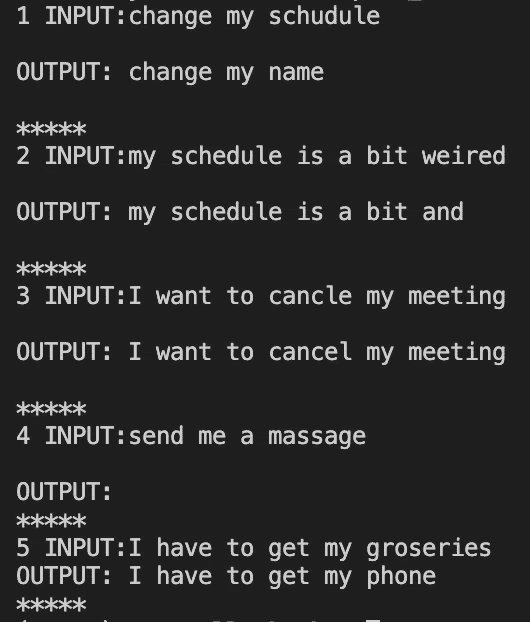 1 INPUT:change my schudule
OUTPUT: change my name
*****
2 INPUT:my schedule is a bit weired
OUTPUT: my schedule is a bit and
*****
3 INPUT:I want to cancle my meeting
OUTPUT: I want to cancel my meeting
*****
4 INPUT:send me a massage
OUTPUT:
*****
5 INPUT:I have to get my groseries
OUTPUT: I have to get my phone
*****